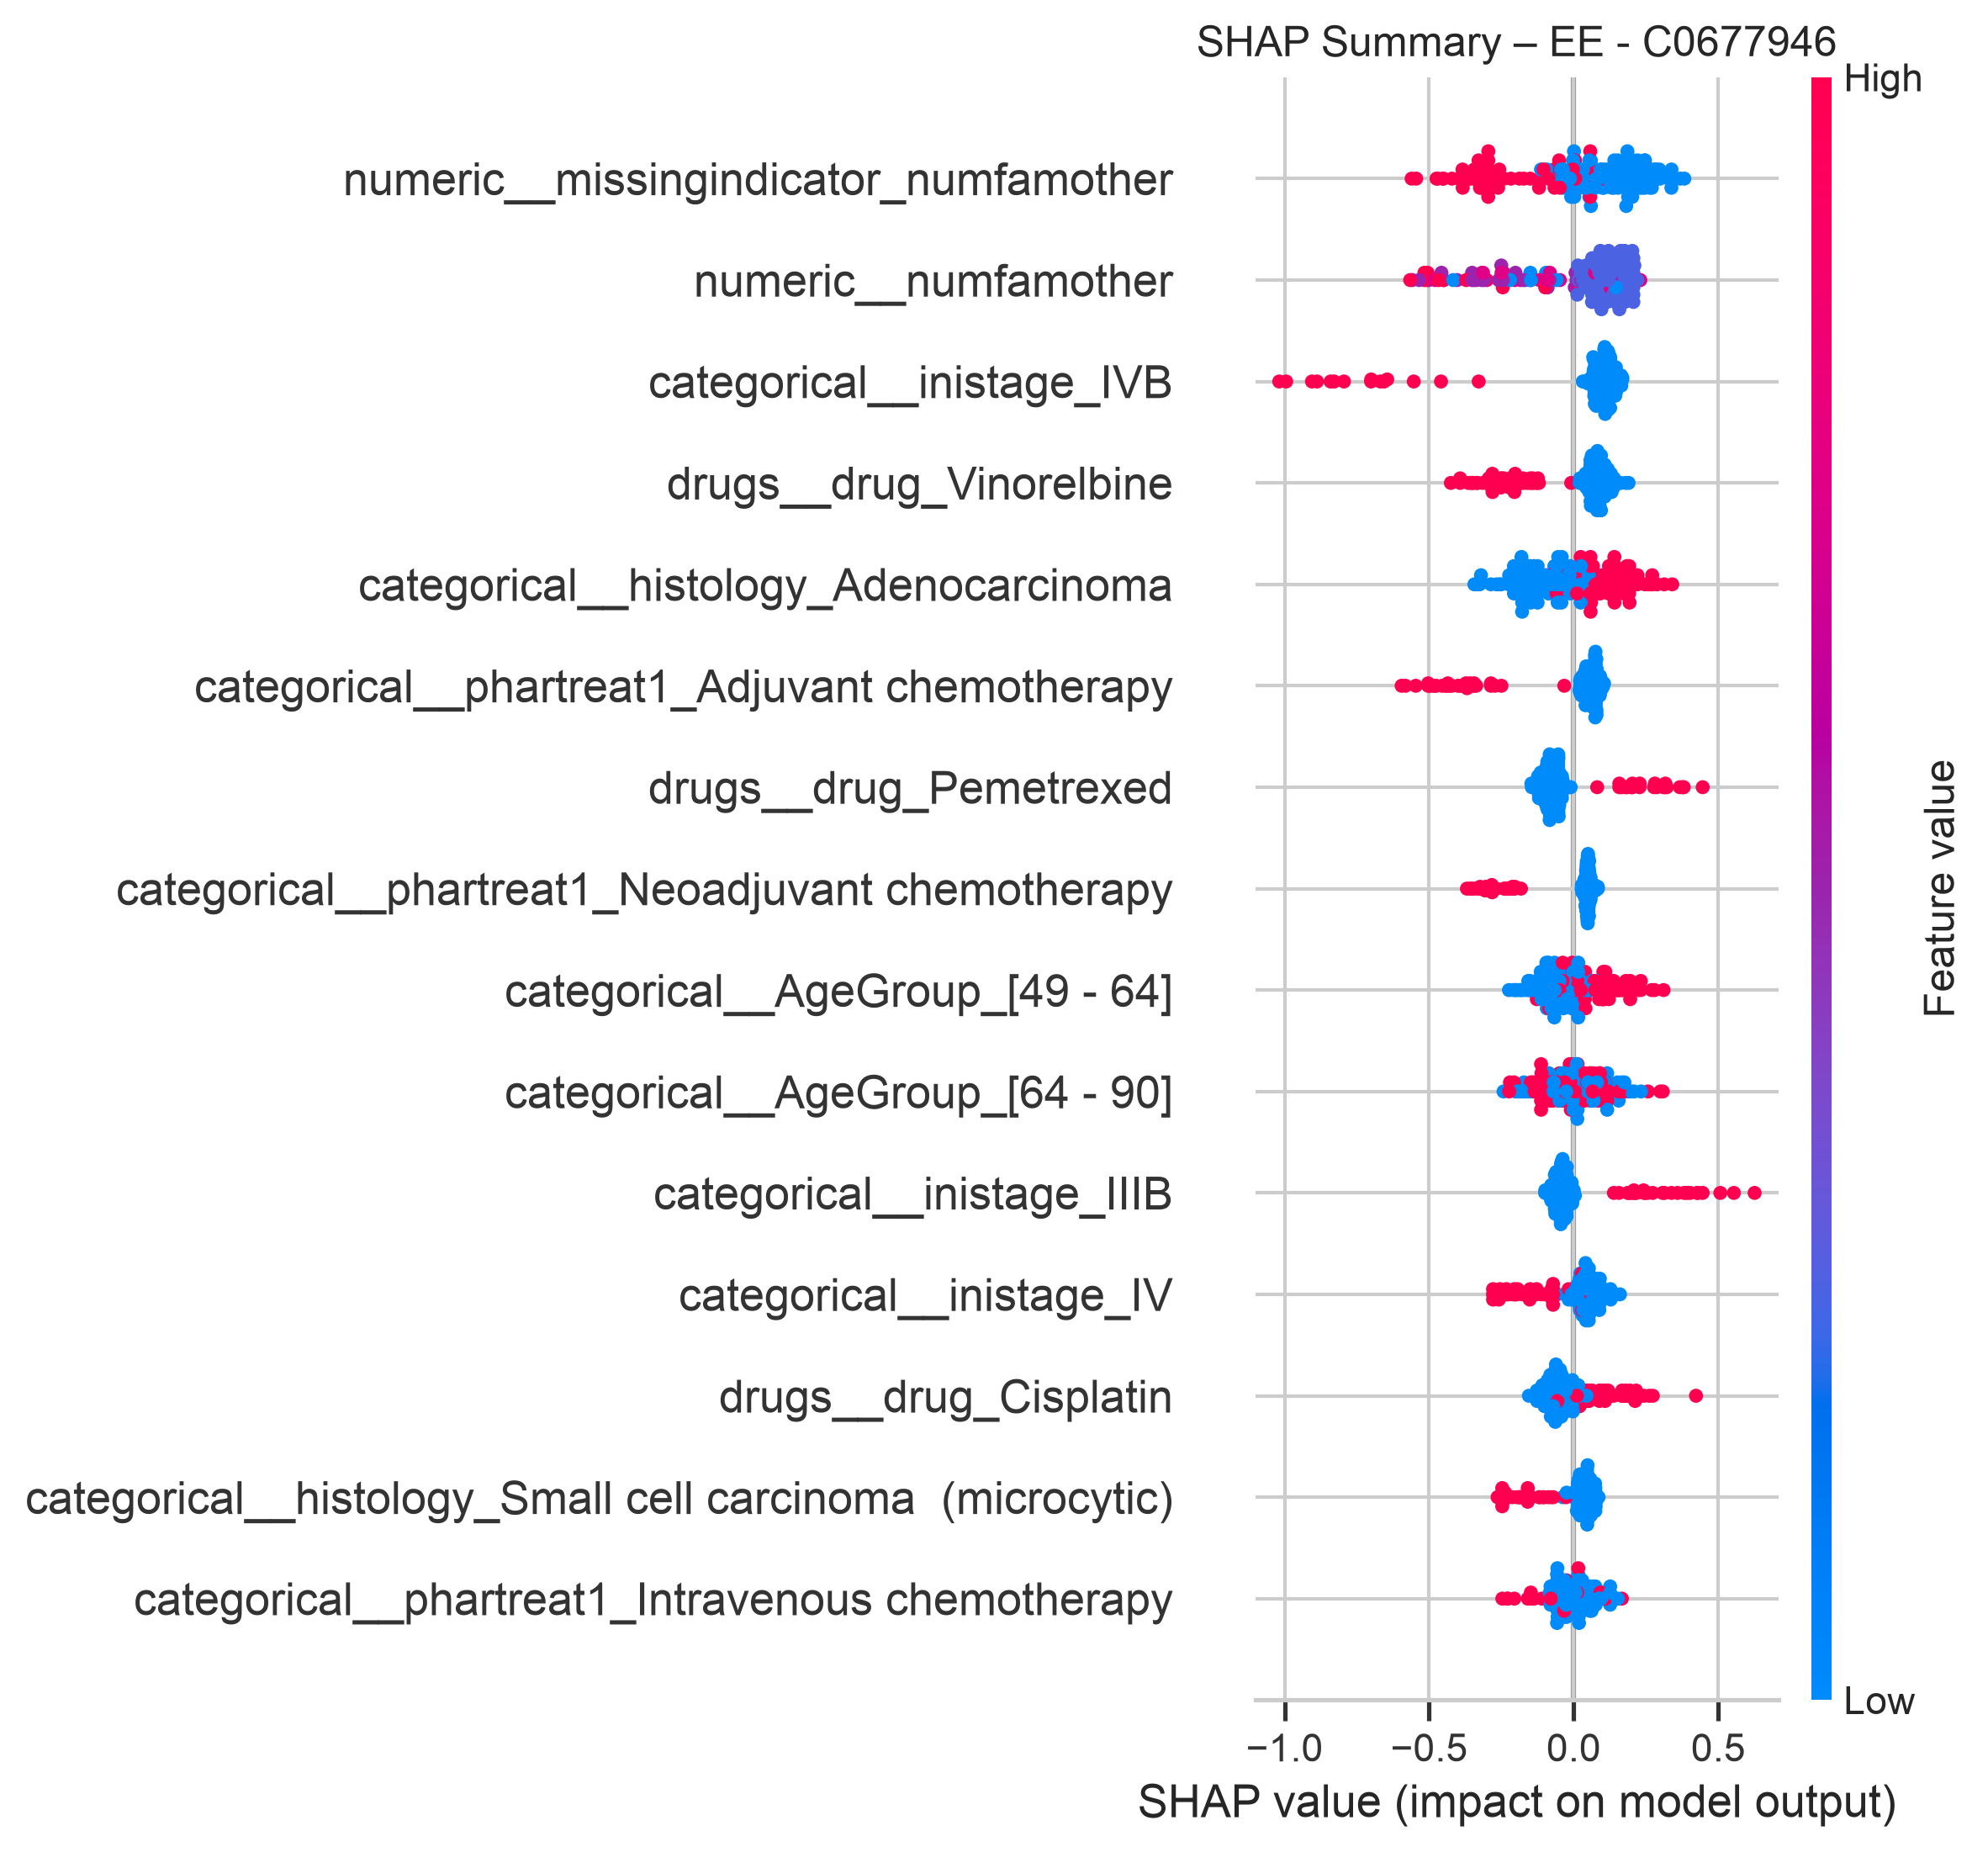 SHAP Summary – EE - C0677946
High
numeric__missingindicator_numfamother
numeric__numfamother
categorical__inistage_IVB
drugs__drug_Vinorelbine
categorical__histology_Adenocarcinoma
categorical__phartreat1_Adjuvant chemotherapy
drugs__drug_Pemetrexed
categorical__phartreat1_Neoadjuvant chemotherapy
categorical__AgeGroup_[49 - 64]
categorical__AgeGroup_[64 - 90]
categorical__inistage_IIIB
categorical__inistage_IV
drugs__drug_Cisplatin
categorical__histology_Small cell carcinoma  (microcytic)
categorical__phartreat1_Intravenous chemotherapy
Feature value
Low
−1.0 −0.5 0.0 0.5
SHAP value (impact on model output)